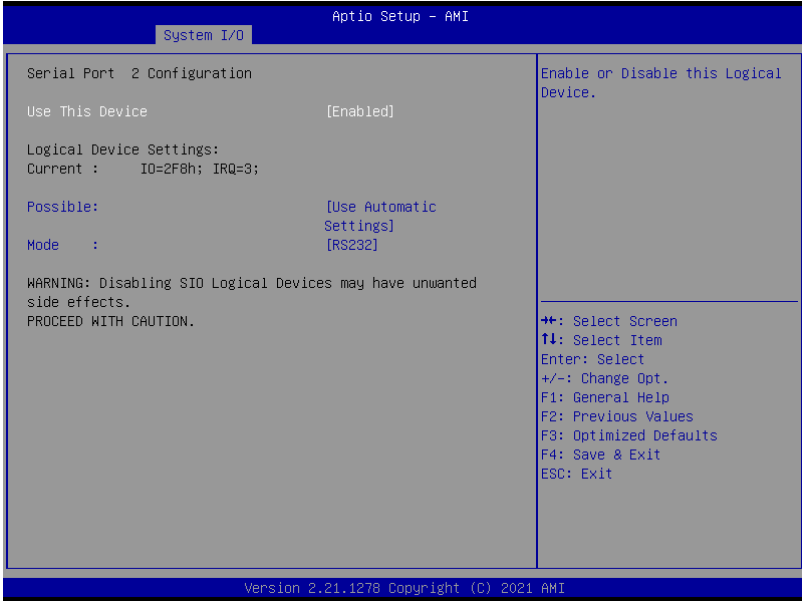 Aptio Setup – AMI
System I/O
Serial Port  2 Configuration
Use This Device [Enabled]
Logical Device Settings:
Current :     IO=2F8h; IRQ=3;
Possible: [Use Automatic
Settings]
Mode    : [RS232]
WARNING: Disabling SIO Logical Devices may have unwanted
side effects.
PROCEED WITH CAUTION.
Enable or Disable this Logical
Device.
→←: Select Screen
↑↓: Select Item
Enter: Select
+/-: Change Opt.
F1: General Help
F2: Previous Values
F3: Optimized Defaults
F4: Save & Exit
ESC: Exit
Version 2.21.1278 Copyright (C) 2021 AMI